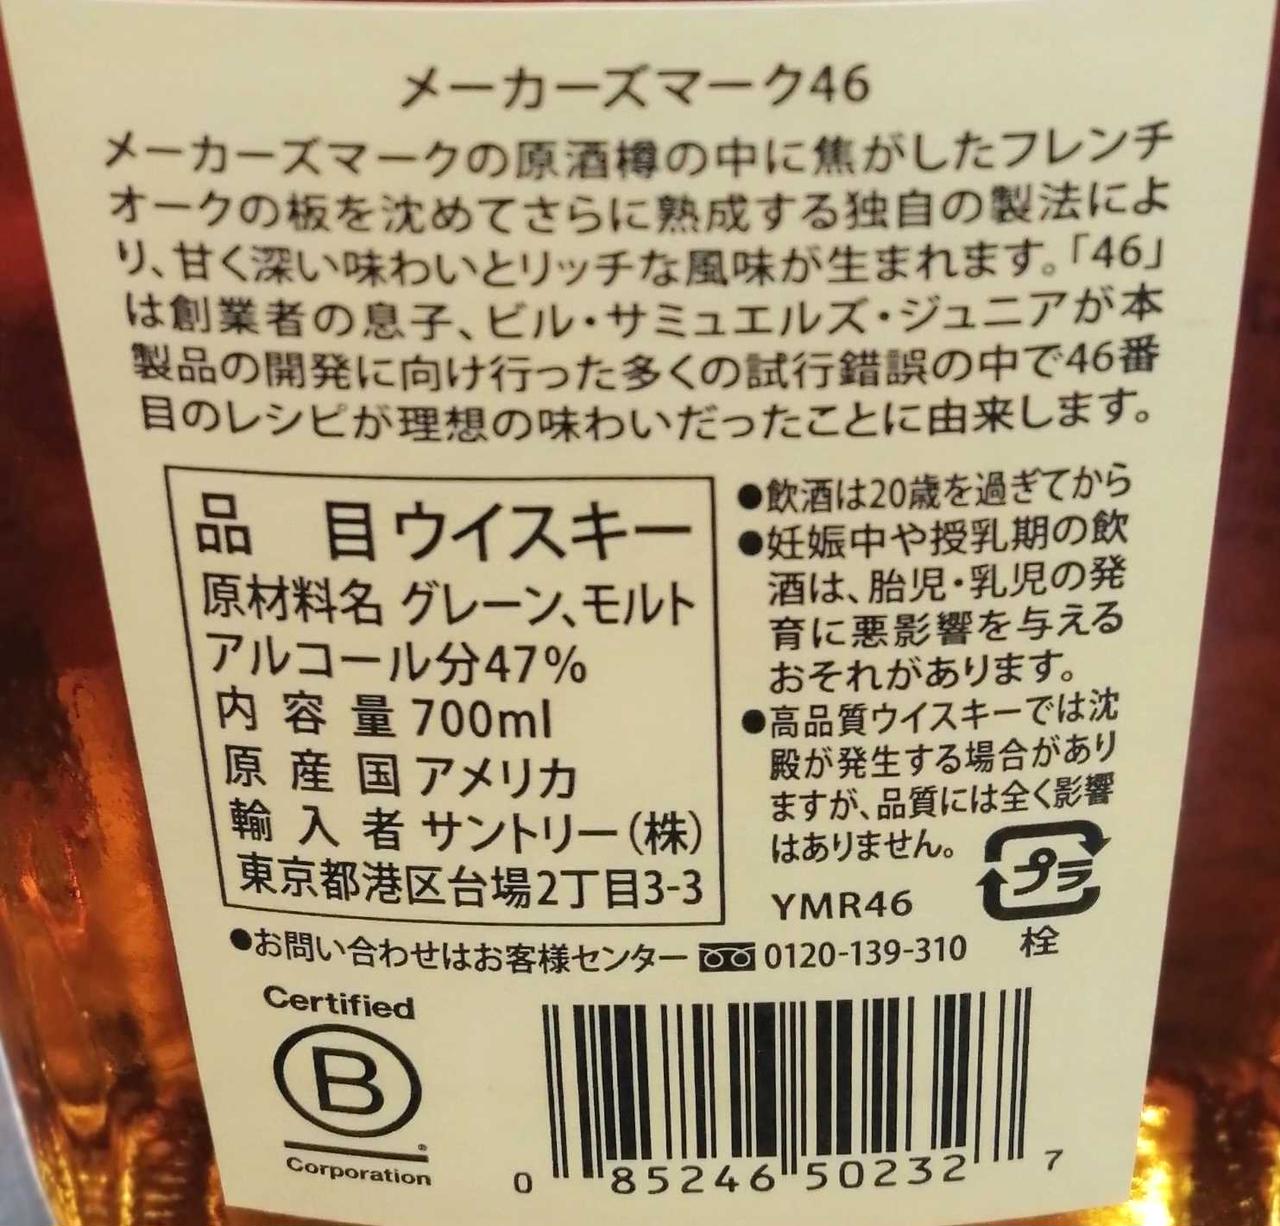 メーカーズマーク46
メーカーズマークの原酒樽の中に焦がしたフレンチ
オークの板を沈めてさらに熟成する独自の製法によ
り、甘く深い味わいとリッチな風味が生まれます。「46」
は創業者の息子、ビル・サミュエルズ・ジュニアが本
製品の開発に向け行った多くの試行錯誤の中で46番
目のレシピが理想の味わいだったことに由来します。
品 目 ウイスキー
原材料名 グレーン、モルト
アルコール分47%
内 容 量 700ml
原 産 国 アメリカ
輸 入 者 サントリー(株)
東京都港区台場2丁目3-3
●飲酒は20歳を過ぎてから
●妊娠中や授乳期の飲
酒は、胎児・乳児の発
育に悪影響を与える
おそれがあります。
●高品質ウイスキーでは沈
殿が発生する場合があり
ますが、品質には全く影響
はありません。
YMR46
プラ
栓
●お問い合わせはお客様センター 0120-139-310
Certified
B
®
Corporation
0 85246 50232 7